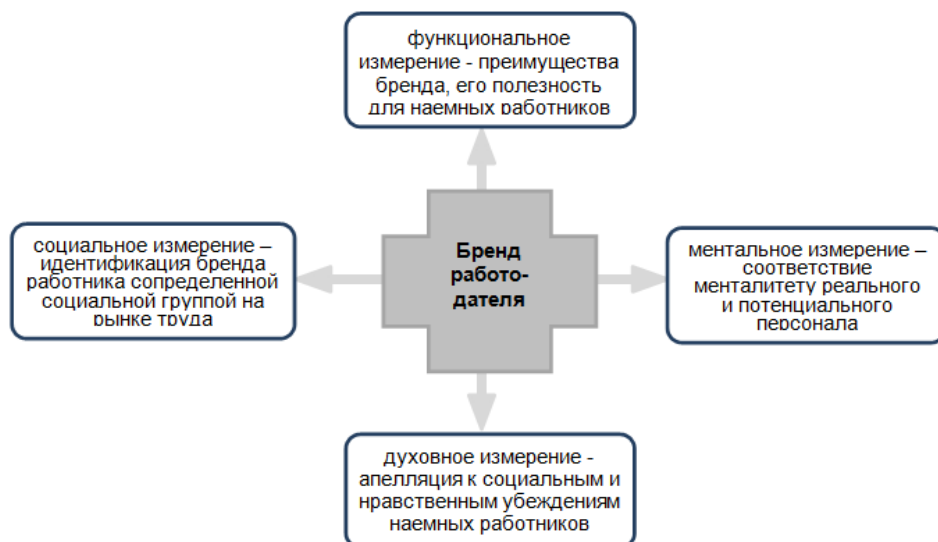 функциональное
измерение - преимущества
бренда, его полезность
для наемных работников
социальное измерение –
идентификация бренда
работника сопределенной
социальной группой на
рынке труда
Бренд
работо-
дателя
ментальное измерение –
соответствие
менталитету реального
и потенциального
персонала
духовное измерение -
апелляция к социальным и
нравственным убеждениям
наемных работников